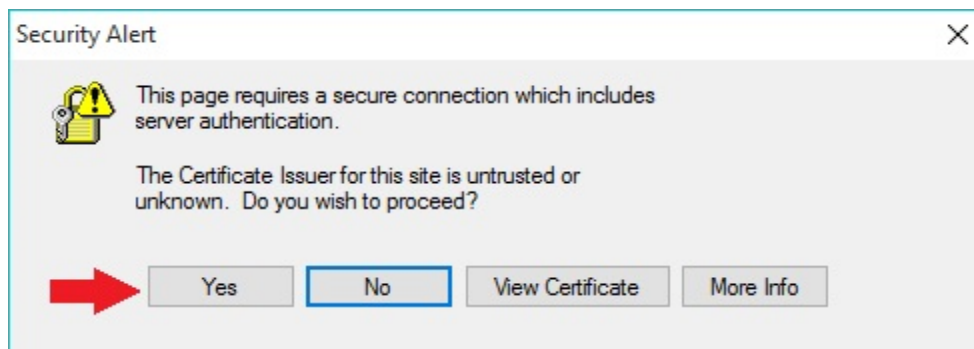 Security Alert
This page requires a secure connection which includes
server authentication.
The Certificate Issuer for this site is untrusted or
unknown. Do you wish to proceed?
Yes No View Certificate More Info